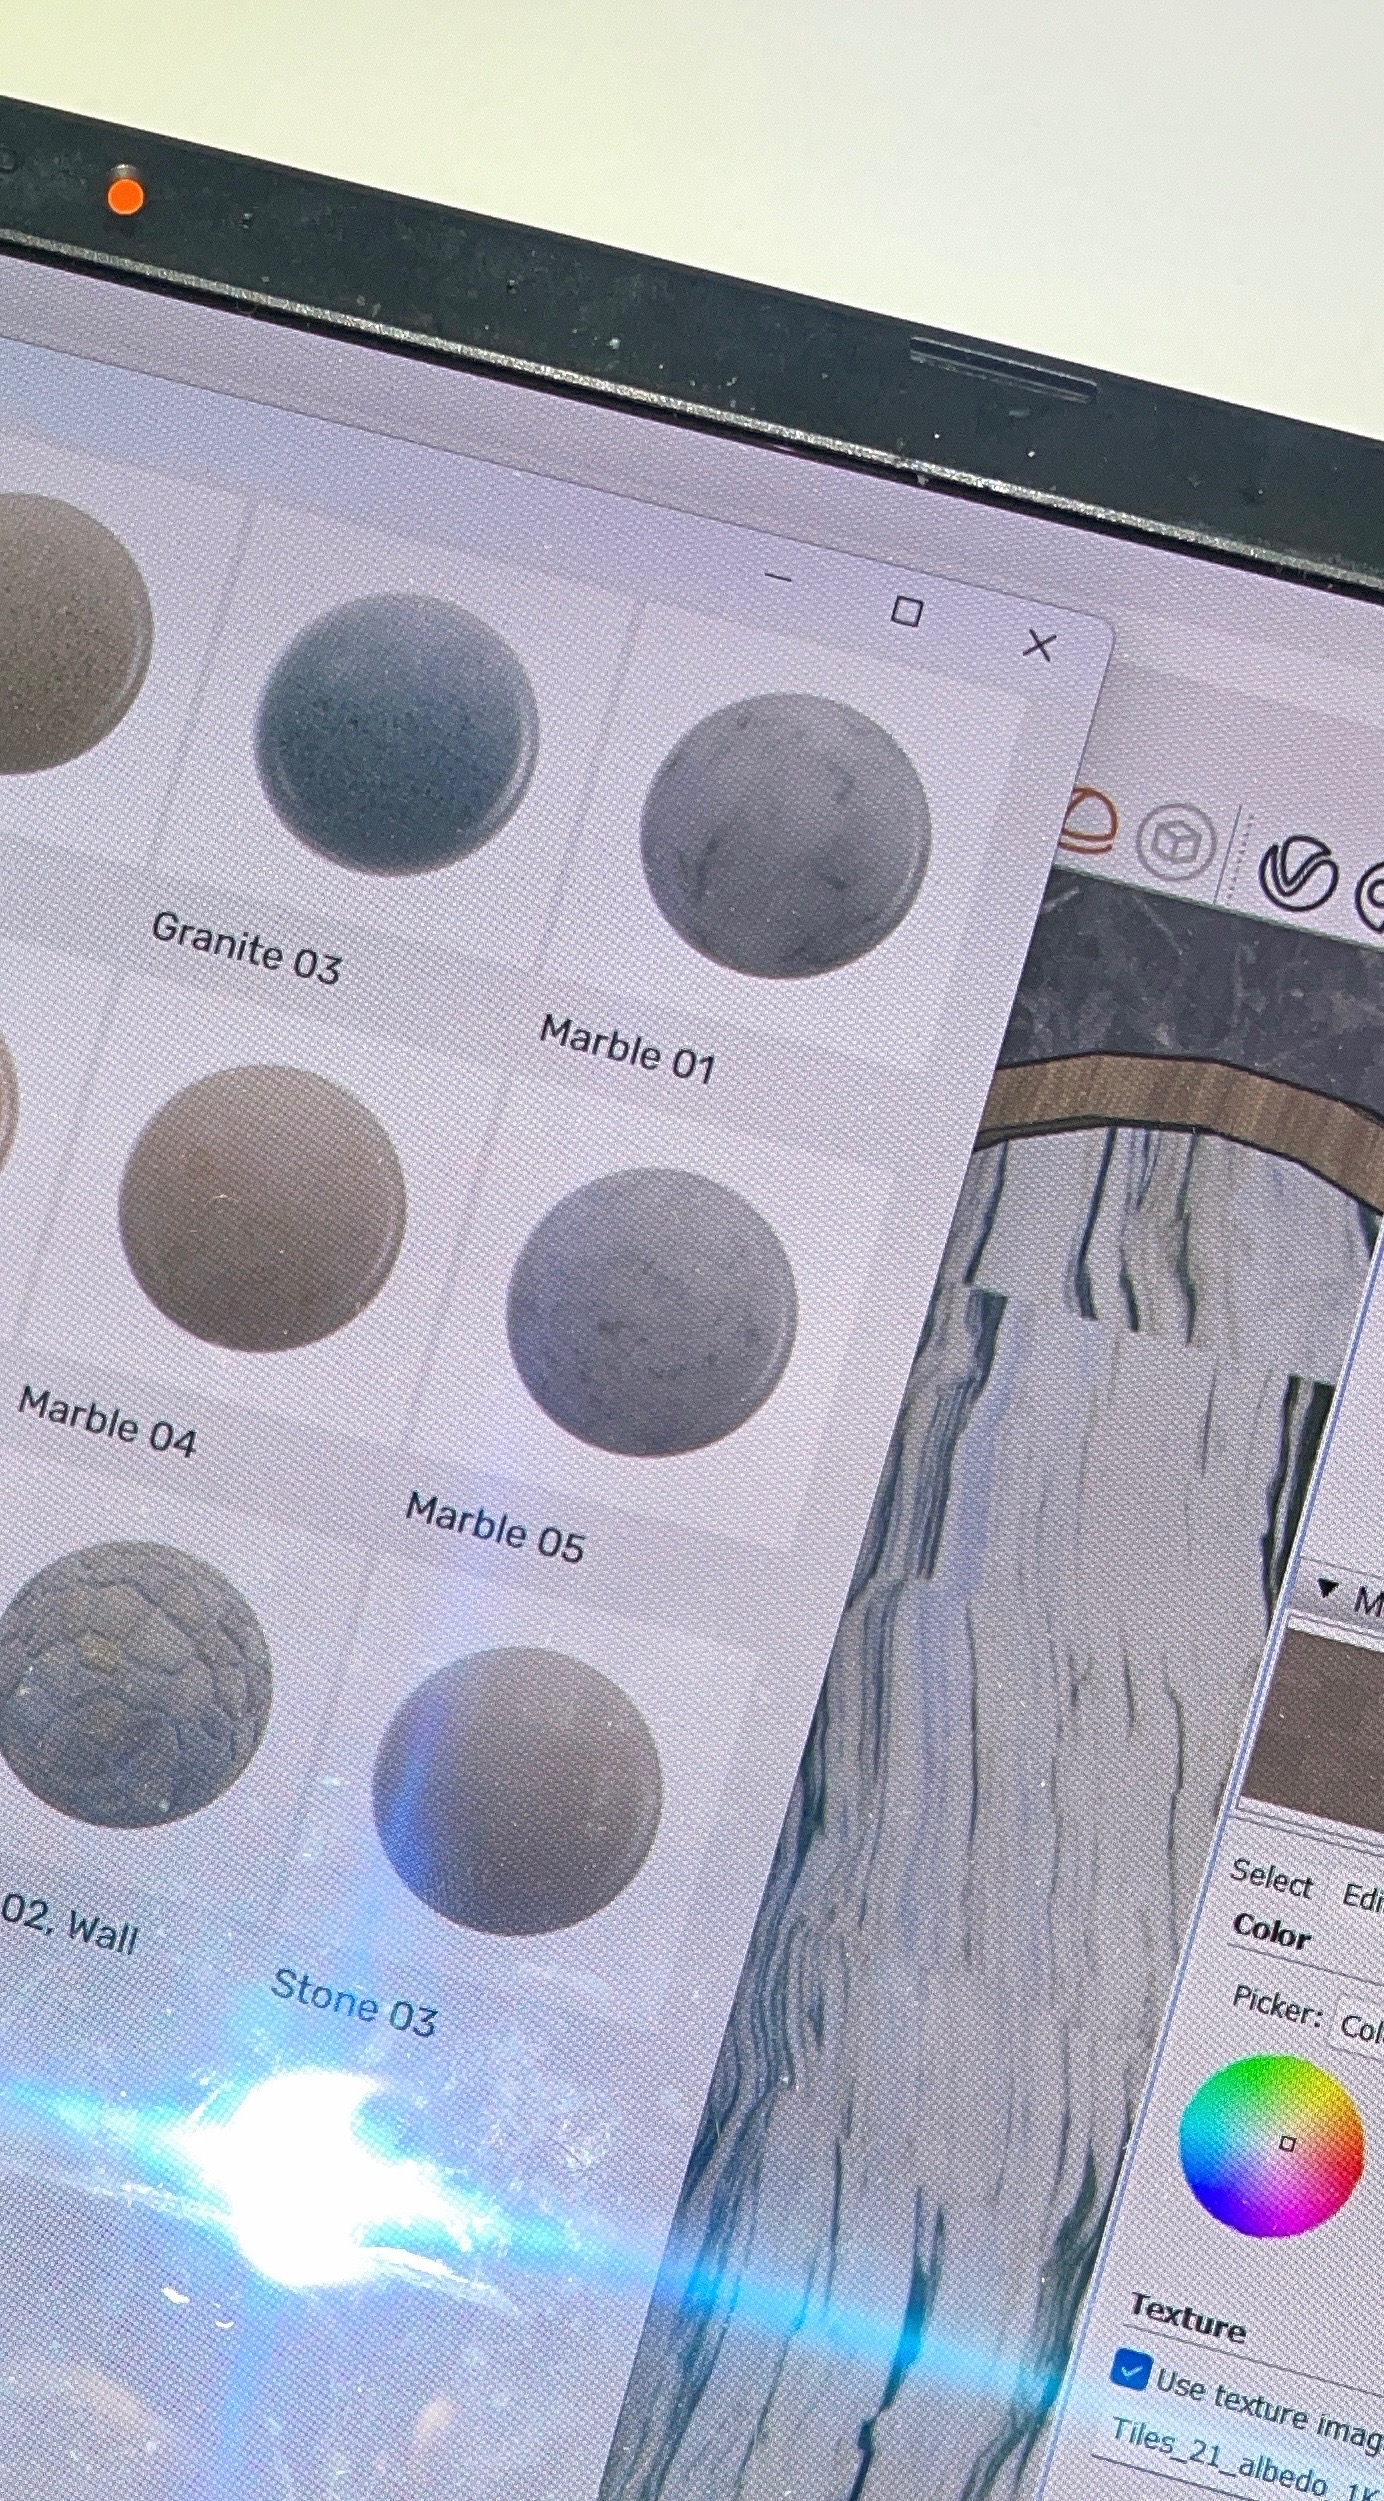 Granite 03
Marble 01
Marble 04
Marble 05
02, Wall
Stone 03
Select
Color
Picker:
Texture
Use texture
Tiles_21_albedo_1K